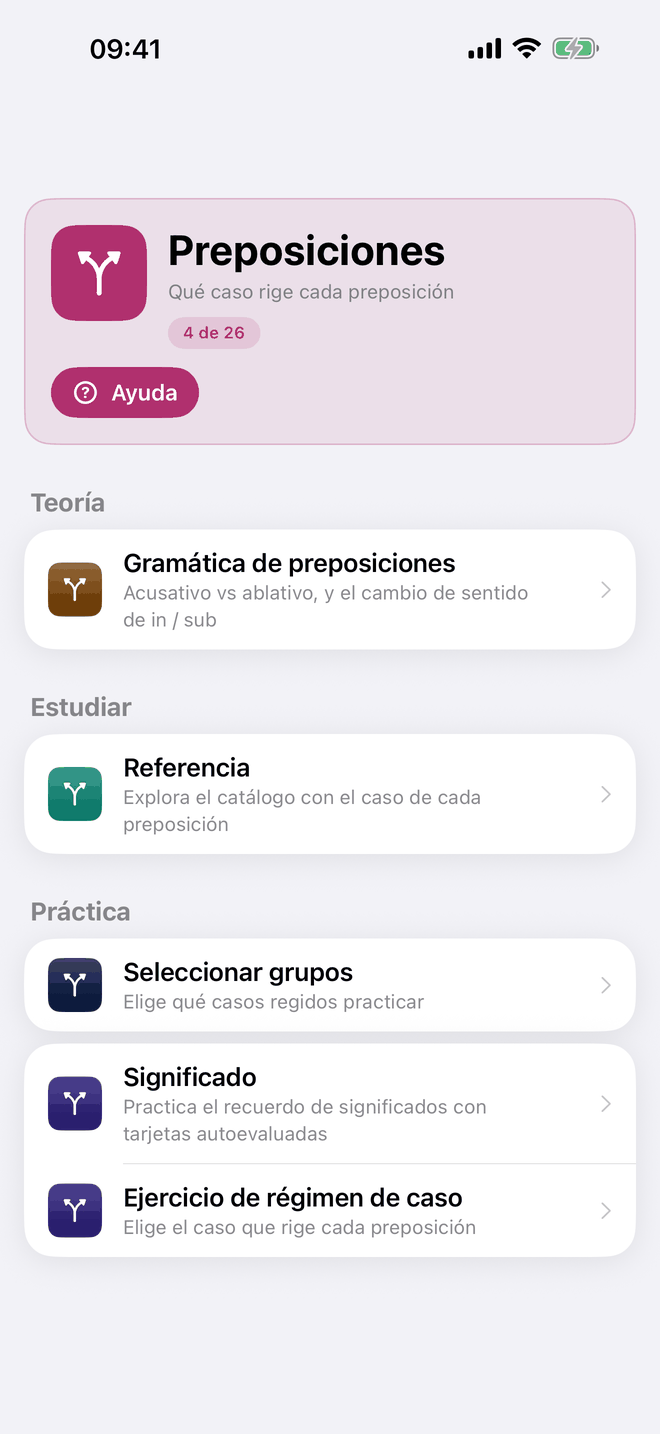 09:41
Preposiciones
Qué caso rige cada preposición
4 de 26
Ayuda
Teoría
Gramática de preposiciones
Acusativo vs ablativo, y el cambio de sentido
de in / sub
Estudiar
Referencia
Explora el catálogo con el caso de cada
preposición
Práctica
Seleccionar grupos
Elige qué casos regidos practicar
Significado
Practica el recuerdo de significados con
tarjetas autoevaluadas
Ejercicio de régimen de caso
Elige el caso que rige cada preposición